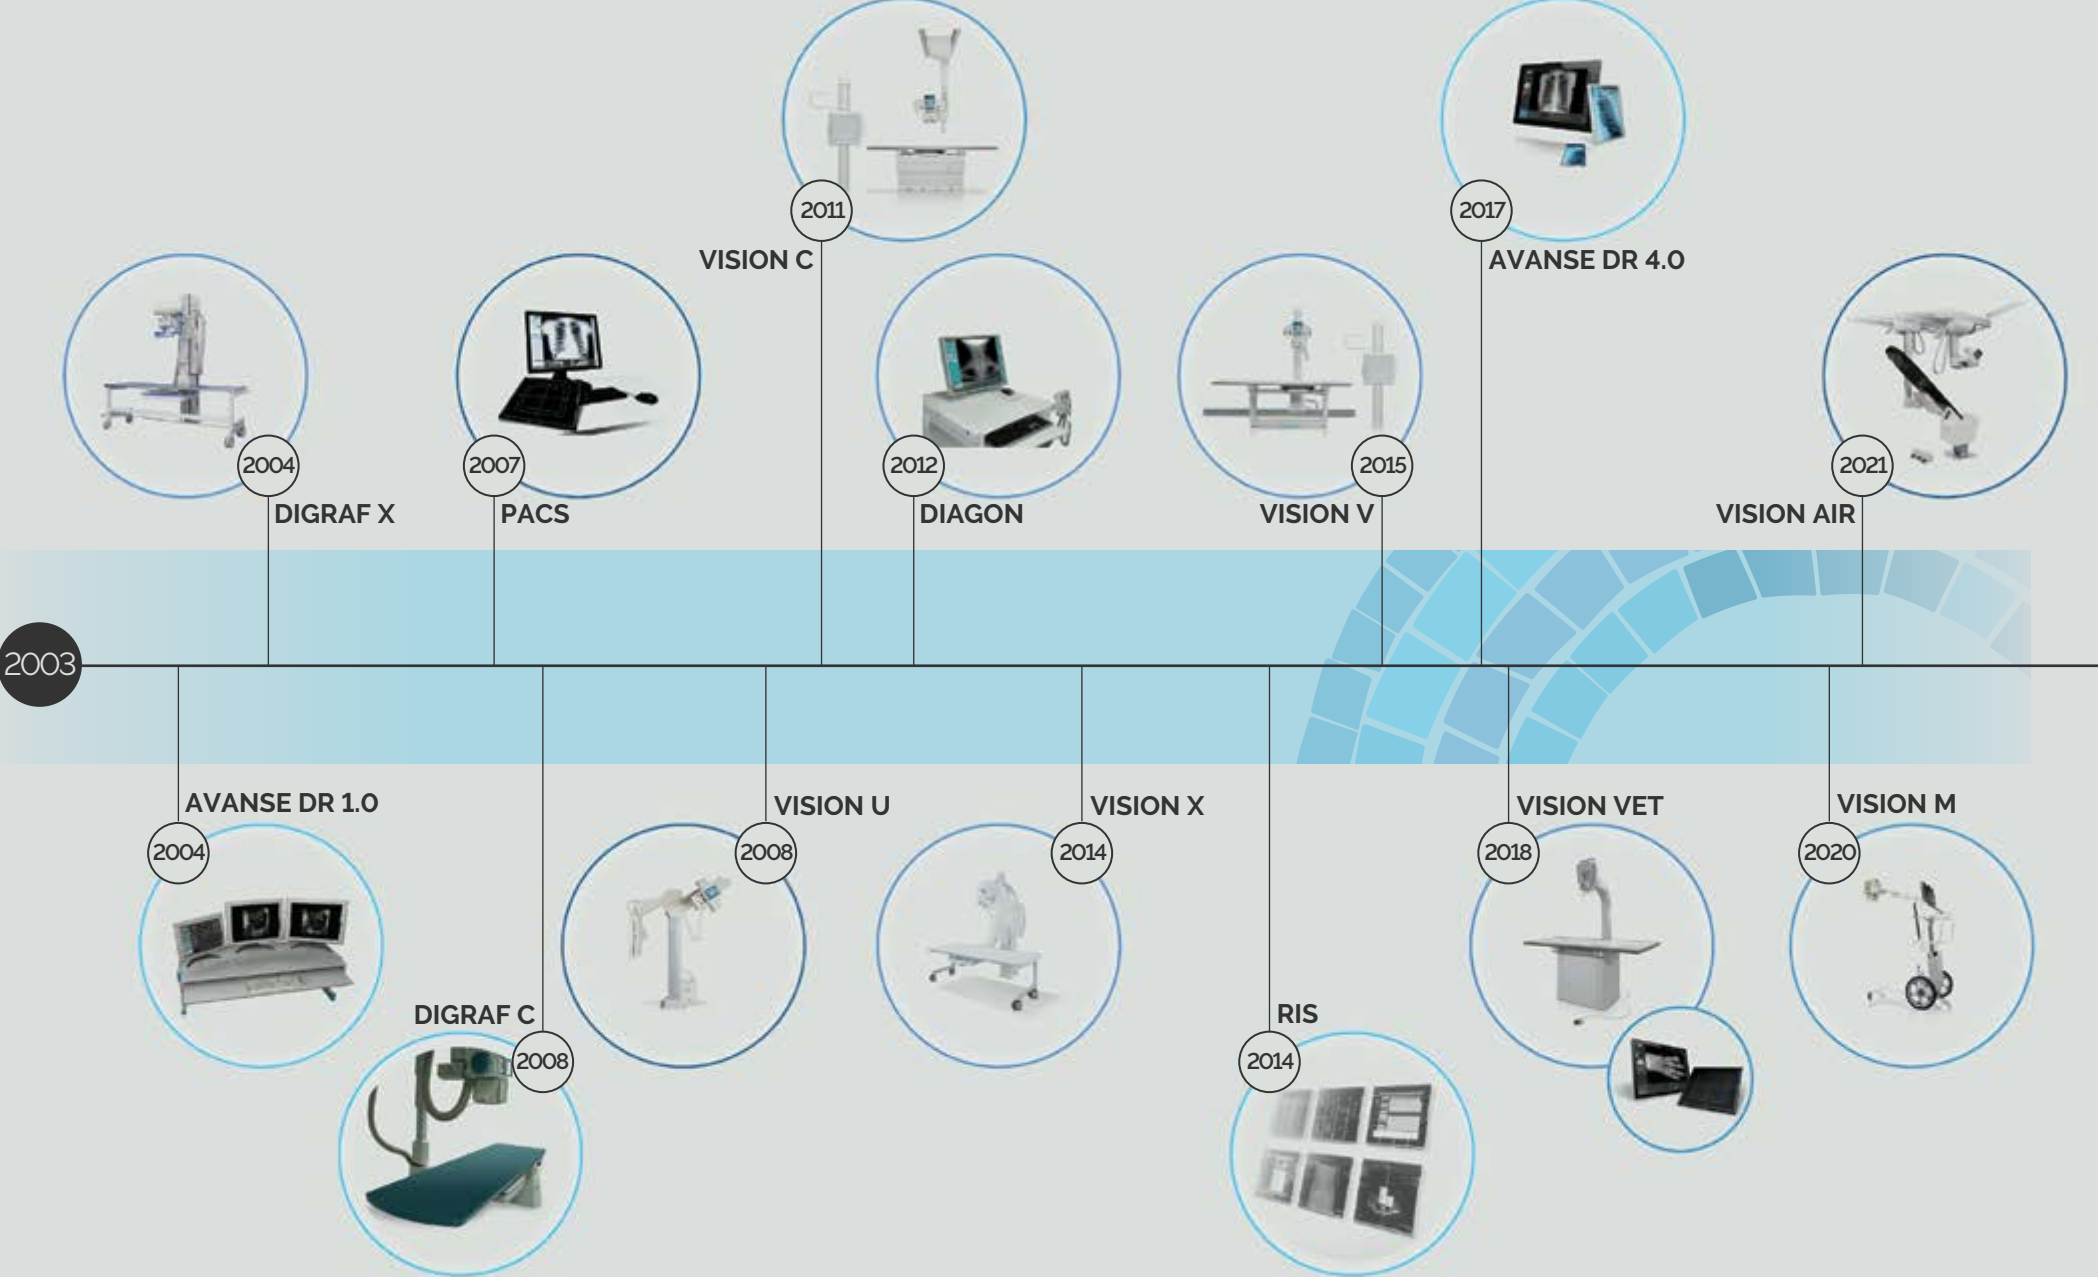 2011
2017
VISION C
AVANSE DR 4.0
2004
2007
2012
2015
2021
DIGRAF X
PACS
DIAGON
VISION V
VISION AIR
2003
AVANSE DR 1.0
VISION U
VISION X
VISION VET
VISION M
2004
2008
2014
2018
2020
DIGRAF C
RIS
2008
2014